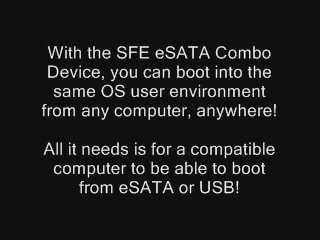 With the SFE eSATA Combo
Device, you can boot into the
same OS user environment
from any computer, anywhere!
All it needs is for a compatible
computer to be able to boot
from eSATA or USB!